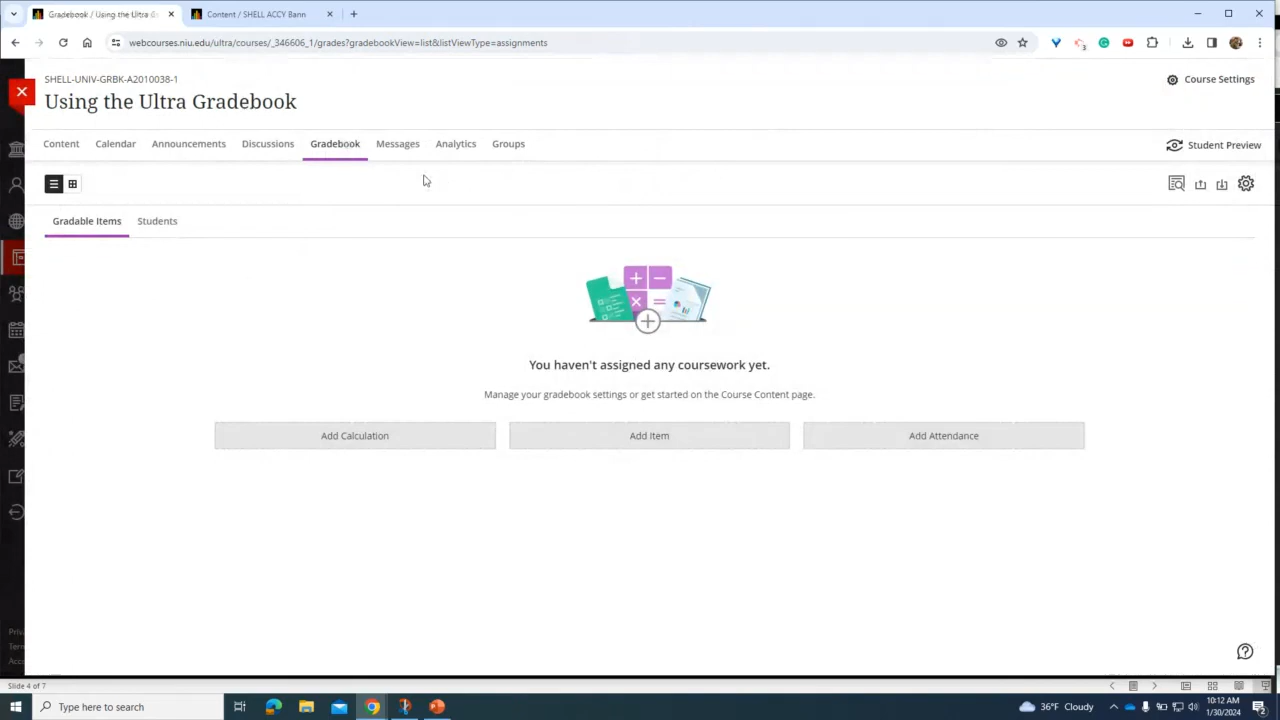 Gradebook / Using the Ultra G
Content / SHELL ACCY Bann
webcourses.niu.edu/ultra/courses/_346606_1/grades?gradebookView=list&listViewType=assignments
SHELL-UNIV-GRBK-A2010038-1
Using the Ultra Gradebook
Course Settings
Content
Calendar
Announcements
Discussions
Gradebook
Messages
Analytics
Groups
Student Preview
Gradable Items
Students
You haven't assigned any coursework yet.
Manage your gradebook settings or get started on the Course Content page.
Add Calculation
Add Item
Add Attendance
Priv
Tern
Acce
Slide 4 of 7
Type here to search
36°F Cloudy
10:12 AM
1/30/2024